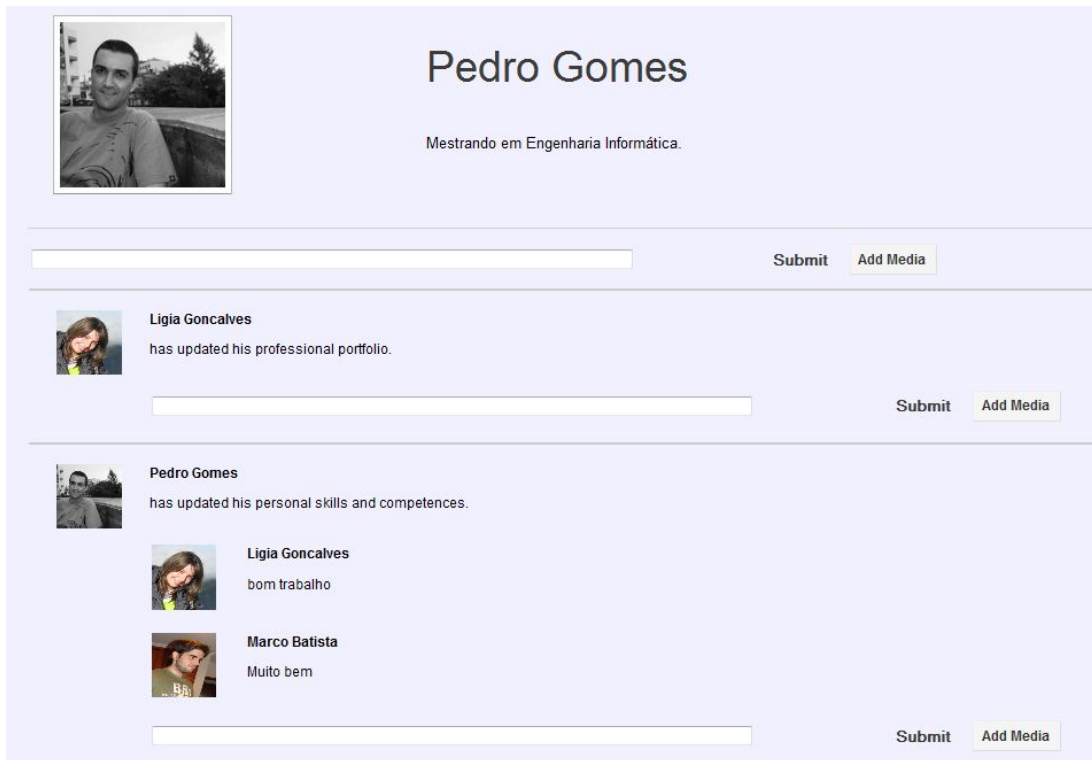 Pedro Gomes
Mestrando em Engenharia Informática.
Submit Add Media
Ligia Goncalves
has updated his professional portfolio.
Submit Add Media
Pedro Gomes
has updated his personal skills and competences.
Ligia Goncalves
bom trabalho
Marco Batista
Muito bem
Submit Add Media